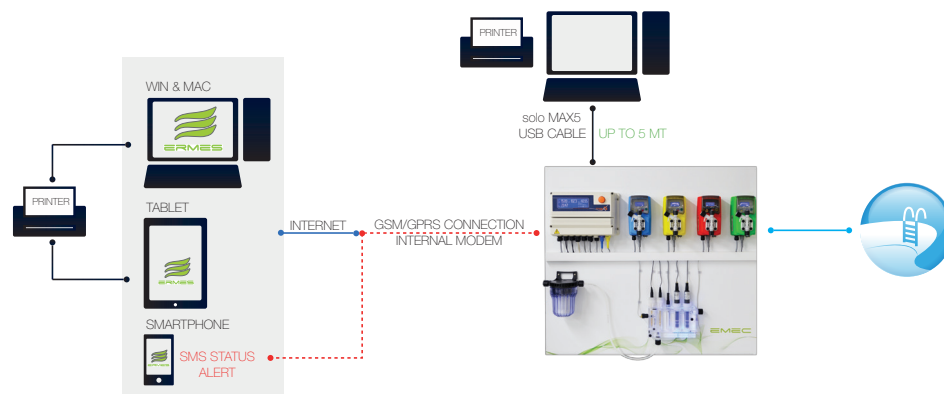 PRINTER
WIN & MAC
ERMES
solo MAX5
USB CABLE
UP TO 5 MT
PRINTER
TABLET
ERMES
INTERNET
GSM/GPRS CONNECTION
INTERNAL MODEM
SMARTPHONE
ERMES
SMS STATUS
ALERT
EMEC